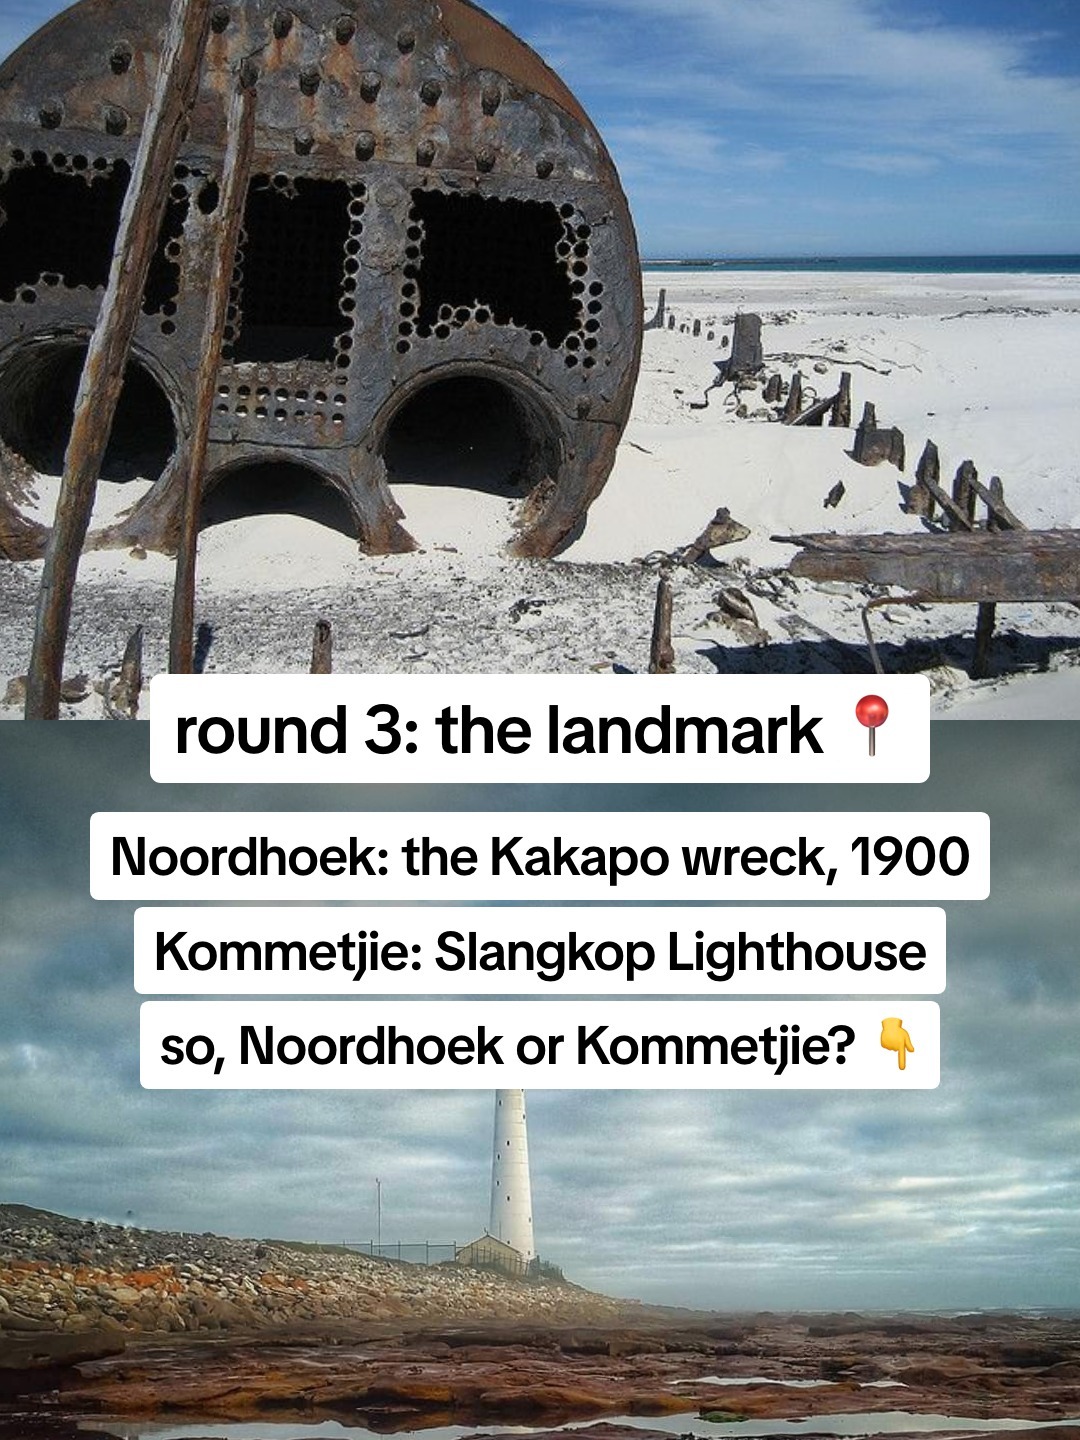 round 3: the landmark 📍
Noordhoek: the Kakapo wreck, 1900
Kommetjie: Slangkop Lighthouse
so, Noordhoek or Kommetjie? 👇